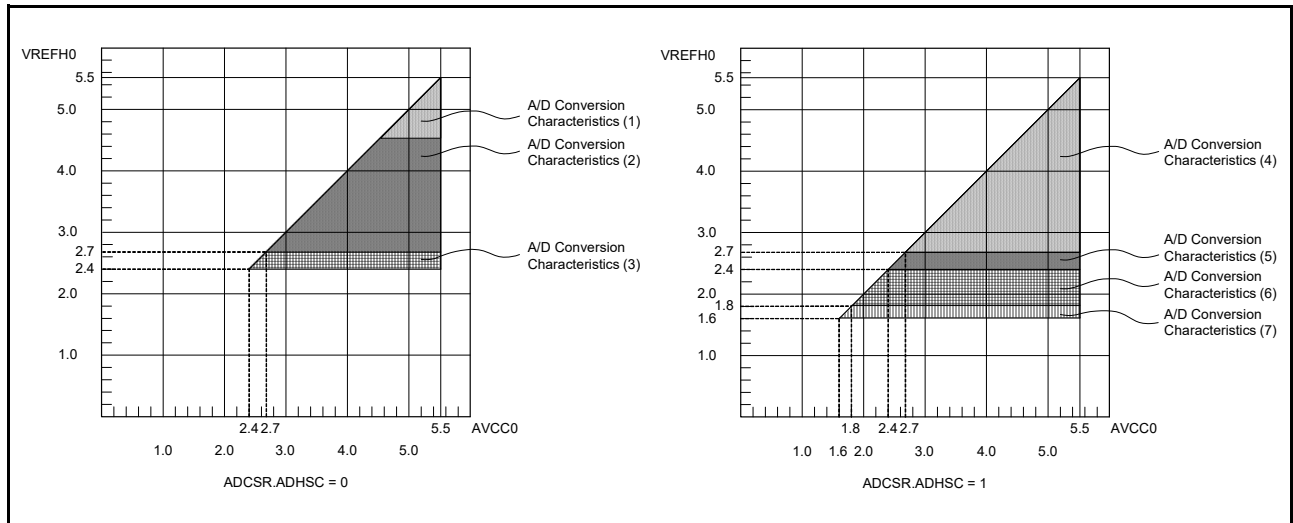 VREFH0
5.5
5.0
4.0
3.0
2.7
2.4
2.0
1.0
2.4 2.7
5.5
AVCC0
1.0
2.0
3.0
4.0
5.0
A/D Conversion
Characteristics (1)
A/D Conversion
Characteristics (2)
A/D Conversion
Characteristics (3)
ADCSR.ADHSC = 0
VREFH0
5.5
5.0
4.0
3.0
2.7
2.4
2.0
1.8
1.6
1.0
1.8
2.4 2.7
5.5
AVCC0
1.0
1.6
2.0
3.0
4.0
5.0
A/D Conversion
Characteristics (4)
A/D Conversion
Characteristics (5)
A/D Conversion
Characteristics (6)
A/D Conversion
Characteristics (7)
ADCSR.ADHSC = 1